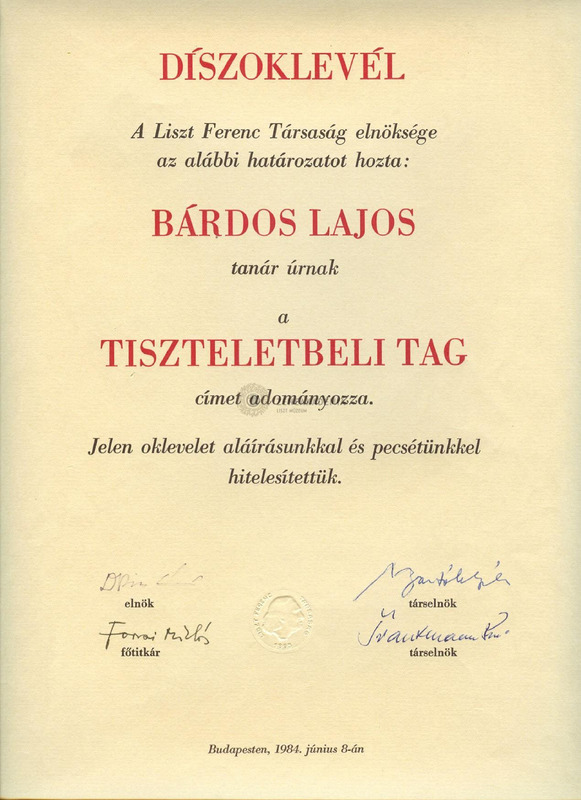 DÍSZOKLEVÉL
A Liszt Ferenc Társaság elnöksége
az alábbi határozatot hozta:
BÁRDOS LAJOS
tanár úrnak
a
TISZTELETBELI TAG
címet adományozza.
Jelen oklevelet aláírásunkkal és pecsétünkkel
hitelesítettük.
elnök
társelnök
Forrai Miklós
főtitkár
társelnök
Budapesten, 1984. június 8-án